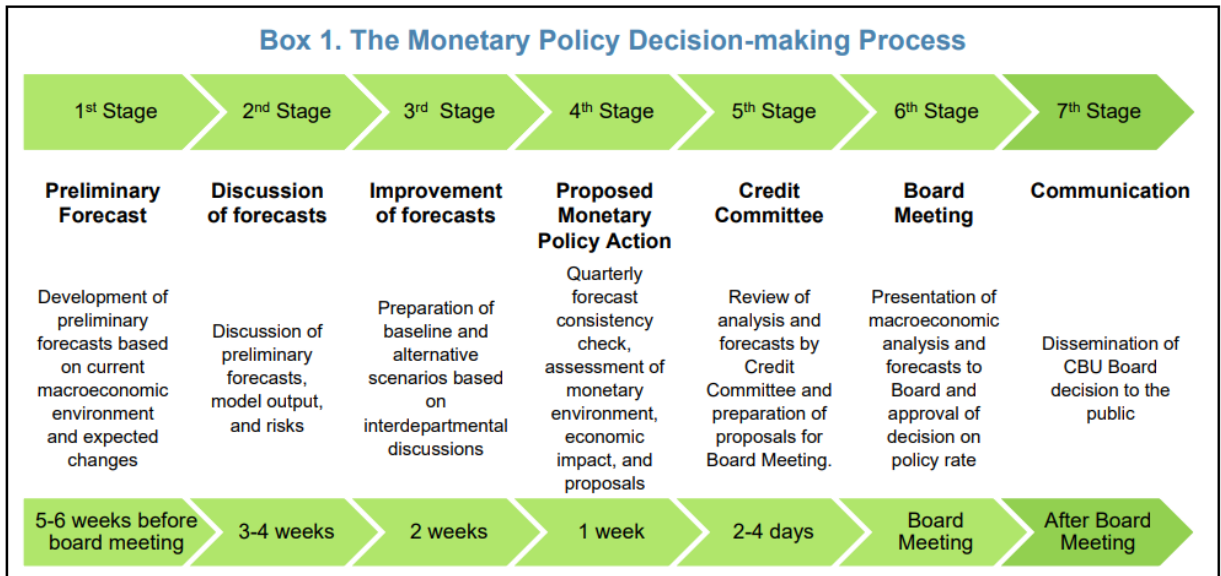 Box 1. The Monetary Policy Decision-making Process
1st Stage
2nd Stage
3rd Stage
4th Stage
5th Stage
6th Stage
7th Stage
Preliminary
Forecast
Discussion
of forecasts
Improvement
of forecasts
Proposed
Monetary
Policy Action
Credit
Committee
Board
Meeting
Communication
Development of
preliminary
forecasts based
on current
macroeconomic
environment
and expected
changes
Discussion of
preliminary
forecasts,
model output,
and risks
Preparation of
baseline and
alternative
scenarios based
on
interdepartmental
discussions
Quarterly
forecast
consistency
check,
assessment of
monetary
environment,
economic
impact, and
proposals
Review of
analysis and
forecasts by
Credit
Committee and
preparation of
proposals for
Board Meeting.
Presentation of
macroeconomic
analysis and
forecasts to
Board and
approval of
decision on
policy rate
Dissemination of
CBU Board
decision to the
public
5-6 weeks before
board meeting
3-4 weeks
2 weeks
1 week
2-4 days
Board
Meeting
After Board
Meeting